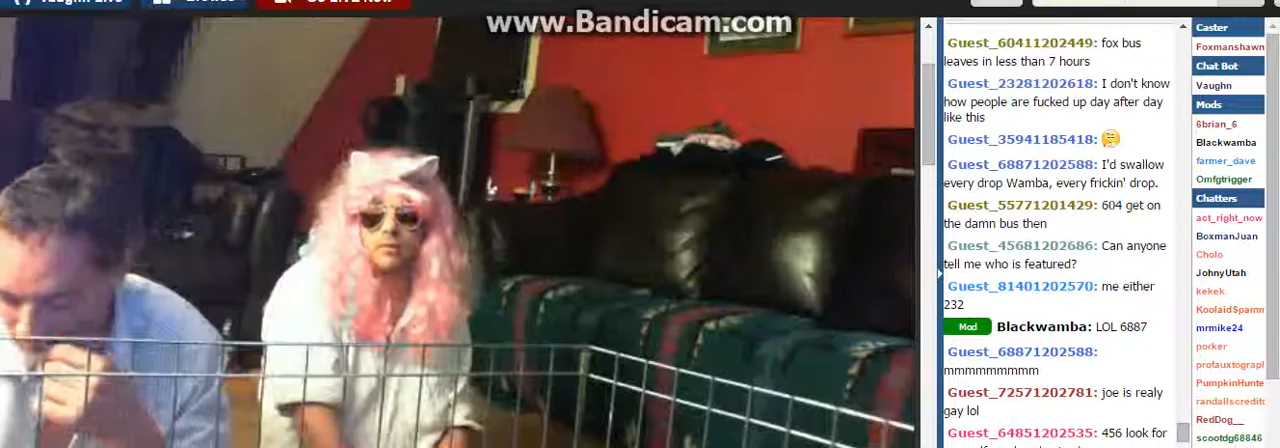 www.Bandicam.com
Guest_60411202449: fox bus
leaves in less than 7 hours
Guest_23281202618: I don't know
how people are fucked up day after day
like this
Guest_35941185418:
Guest_68871202588: I'd swallow
every drop Wamba, every frickin' drop.
Guest_55771201429: 604 get on
the damn bus then
Guest_45681202686: Can anyone
tell me who is featured?
Guest_81401202570: me either
232
Mod Blackwamba: LOL 6887
Guest_68871202588:
mmmmmmmmm
Guest_72571202781: joe is realy
gay lol
Guest_64851202535: 456 look for
Caster
Foxmanshawn
Chat Bot
Vaughn
Mods
6brian_6
Blackwamba
farmer_dave
Omfgtrigger
Chatters
act_right_now
BoxmanJuan
Cholo
JohnyUtah
kekek
KoolaidSpamm
mrmike24
porker
profauxtograpl
PumpkinHunte
randallscredito
RedDog__
scootdg68846